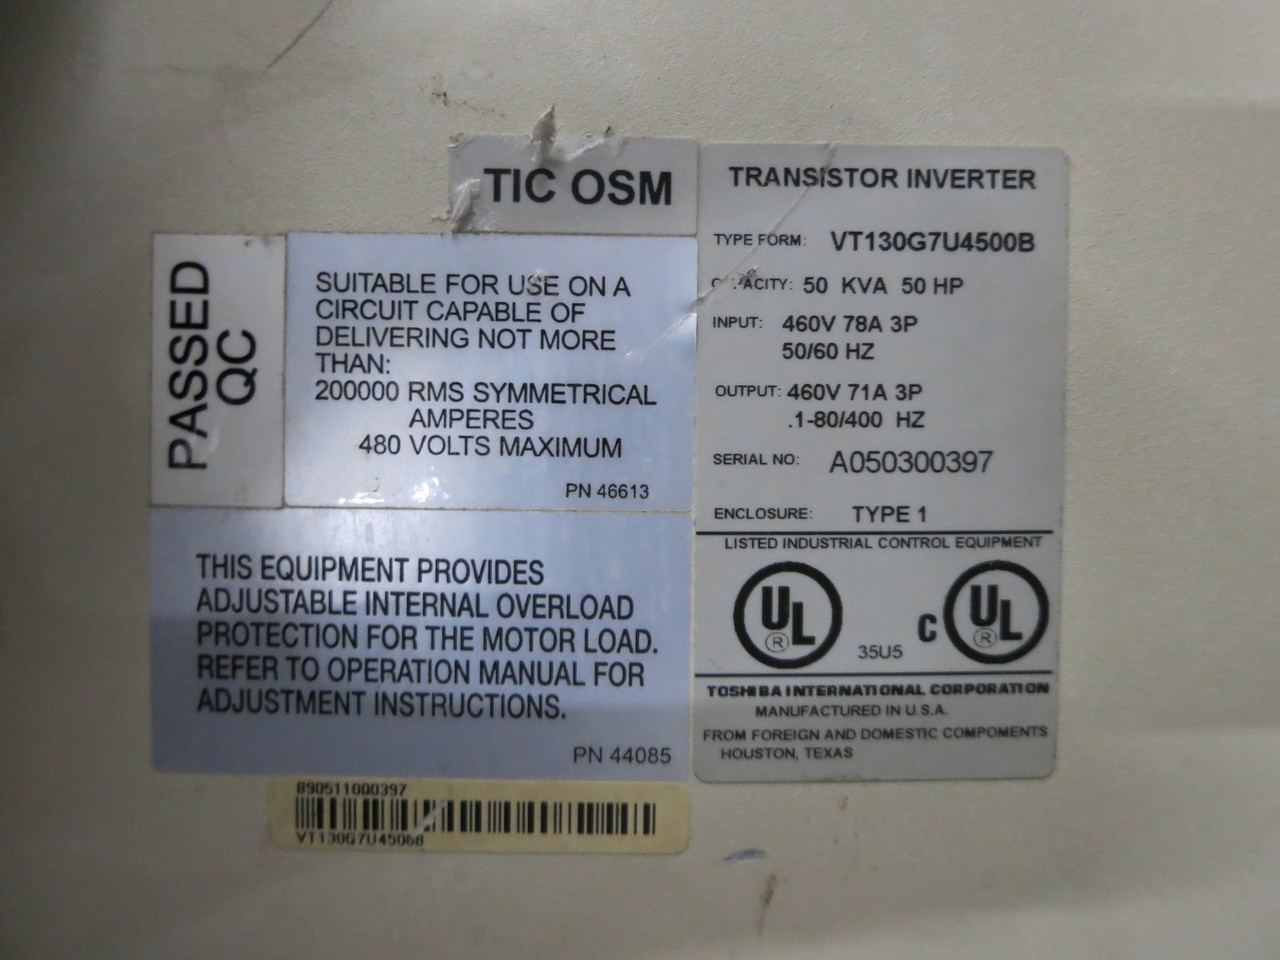 TIC OSM
PASSED
QC
SUITABLE FOR USE ON A
CIRCUIT CAPABLE OF
DELIVERING NOT MORE
THAN:
200000 RMS SYMMETRICAL
AMPERES
480 VOLTS MAXIMUM
PN 46613
THIS EQUIPMENT PROVIDES
ADJUSTABLE INTERNAL OVERLOAD
PROTECTION FOR THE MOTOR LOAD.
REFER TO OPERATION MANUAL FOR
ADJUSTMENT INSTRUCTIONS.
PN 44085
890511000397
TRANSISTOR INVERTER
TYPE FORM: VT130G7U4500B
CAPACITY: 50 KVA 50 HP
INPUT: 460V 78A 3P
50/60 HZ
OUTPUT: 460V 71A 3P
.1-80/400 HZ
SERIAL NO: A050300397
ENCLOSURE: TYPE 1
LISTED INDUSTRIAL CONTROL EQUIPMENT
UL ® 35U5 C UL ®
TOSHIBA INTERNATIONAL CORPORATION
MANUFACTURED IN U.S.A.
FROM FOREIGN AND DOMESTIC COMPOMENTS
HOUSTON, TEXAS